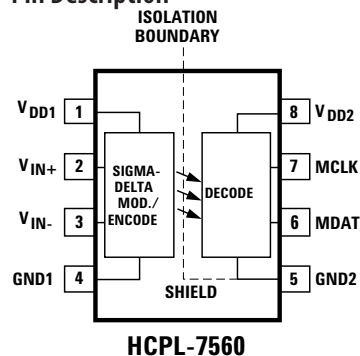 ISOLATION
BOUNDARY
VDD1 1
8 VDD2
VIN+ 2
SIGMA-
DELTA
MOD./
ENCODE
DECODE
7 MCLK
VIN- 3
6 MDAT
GND1 4
SHIELD
5 GND2
HCPL-7560